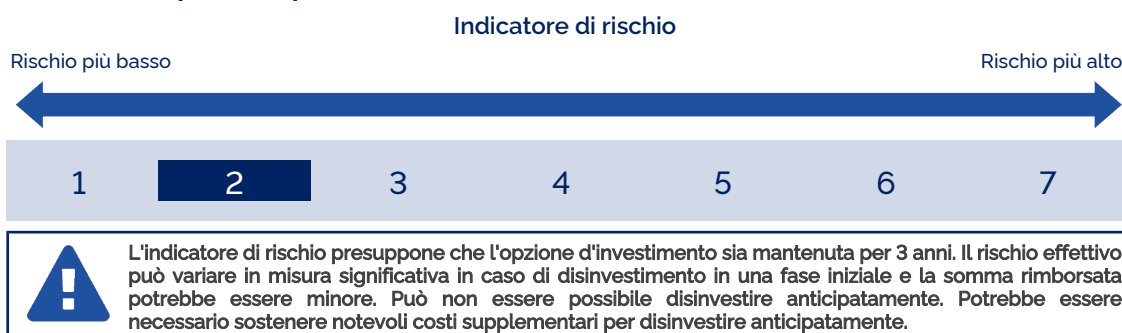 Indicatore di rischio
Rischio più basso Rischio più alto
1 2 3 4 5 6 7
L'indicatore di rischio presuppone che l'opzione d'investimento sia mantenuta per 3 anni. Il rischio effettivo
può variare in misura significativa in caso di disinvestimento in una fase iniziale e la somma rimborsata
potrebbe essere minore. Può non essere possibile disinvestire anticipatamente. Potrebbe essere
necessario sostenere notevoli costi supplementari per disinvestire anticipatamente.